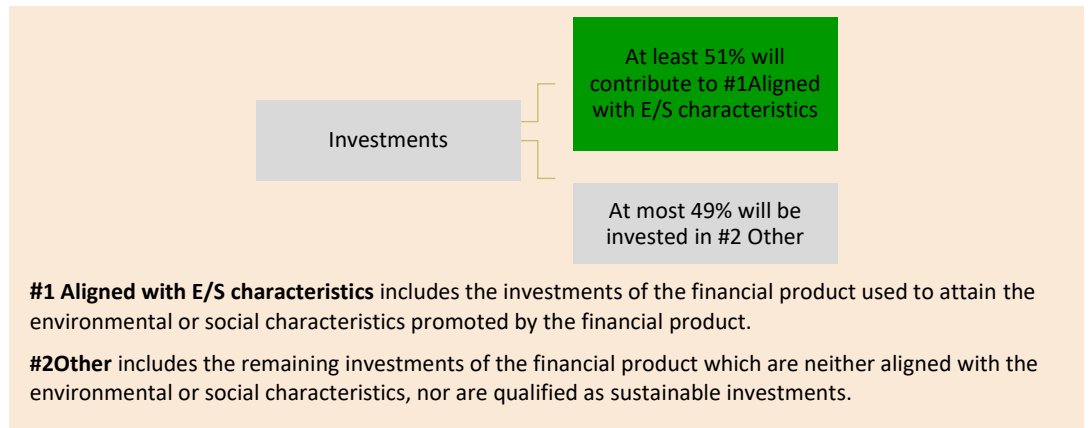 At least 51% will
contribute to #1Aligned
with E/S characteristics
Investments
At most 49% will be
invested in #2 Other
#1 Aligned with E/S characteristics includes the investments of the financial product used to attain the
environmental or social characteristics promoted by the financial product.
#2Other includes the remaining investments of the financial product which are neither aligned with the
environmental or social characteristics, nor are qualified as sustainable investments.